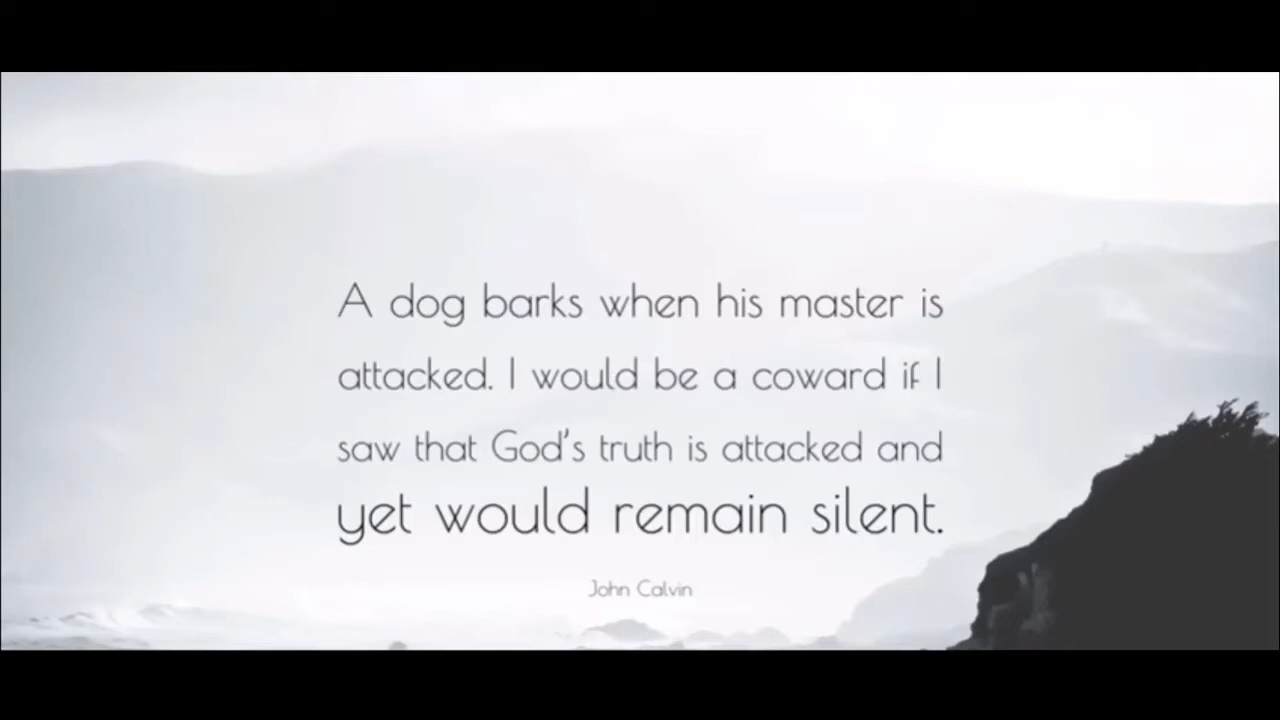 A dog barks when his master is
attacked. I would be a coward if I
saw that God's truth is attacked and
yet would remain silent.
John Calvin